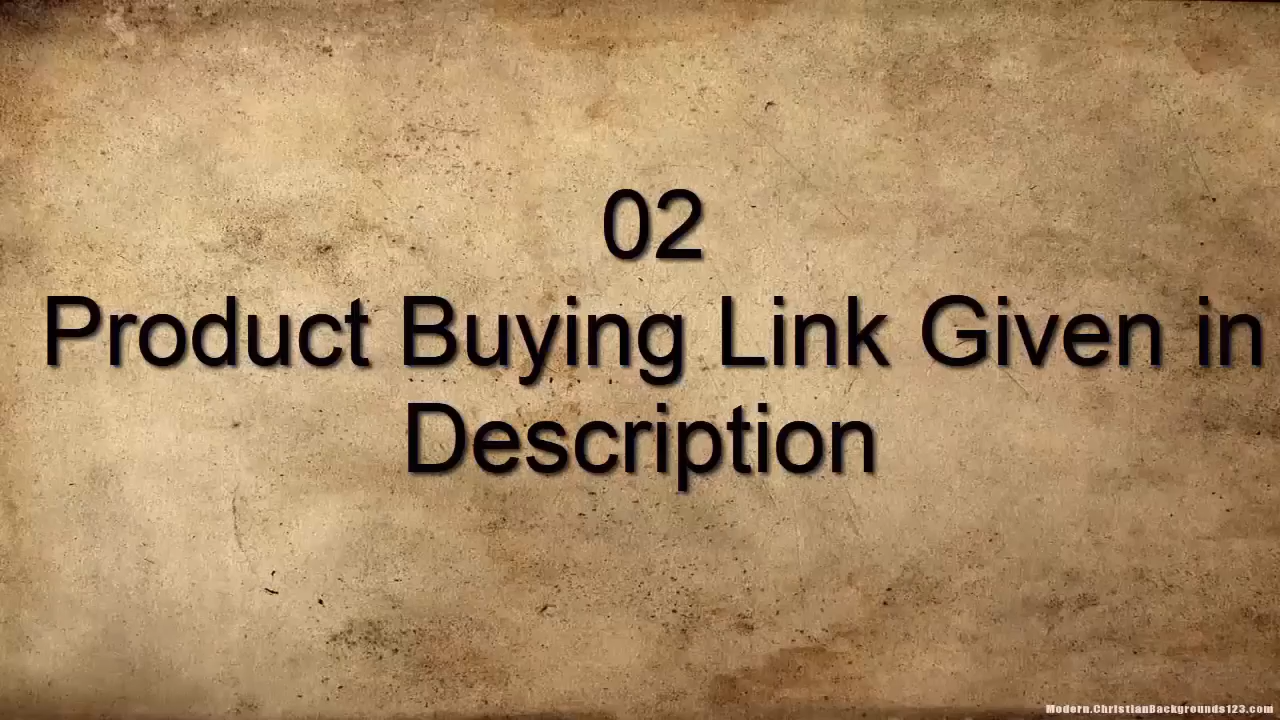 02
Product Buying Link Given in
Description
Modern.ChristianBackgrounds123.com